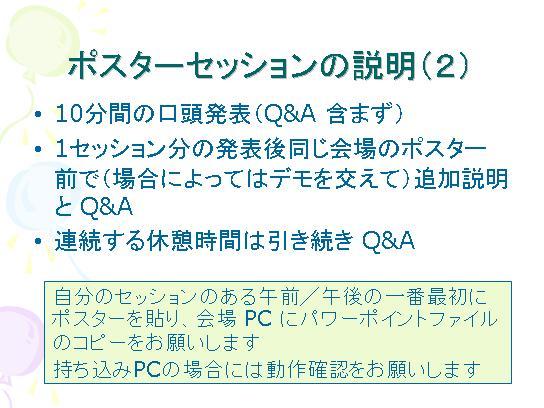 ポスターセッションの説明（２）
• 10分間の口頭発表（Q&A 含まず）
• 1セッション分の発表後同じ会場のポスター
前で（場合によってはデモを交えて）追加説明
と Q&A
• 連続する休憩時間は引き続き Q&A
自分のセッションのある午前／午後の一番最初に
ポスターを貼り、会場 PC にパワーポイントファイル
のコピーをお願いします
持ち込みPCの場合には動作確認をお願いします